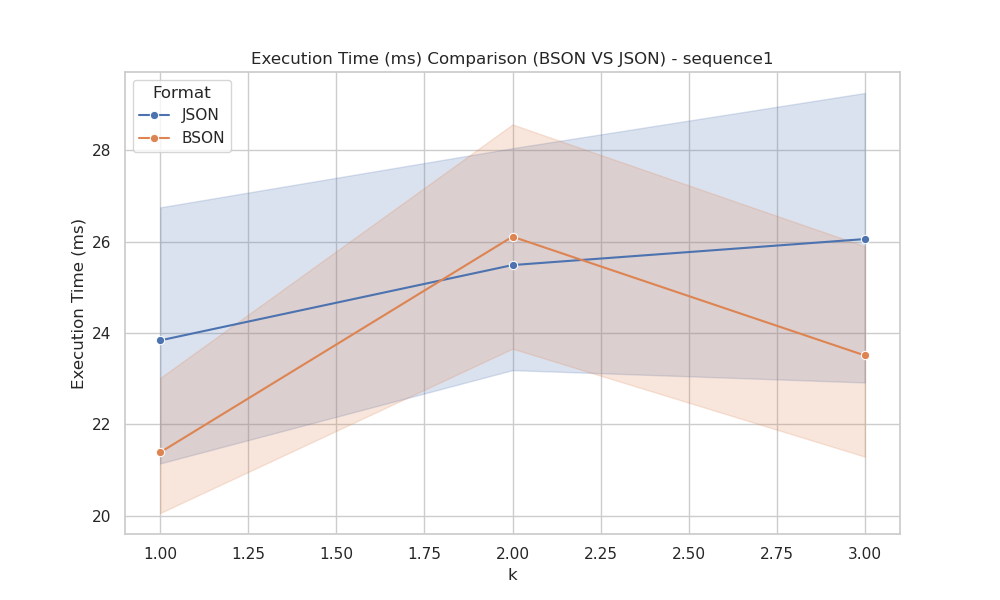 Execution Time (ms) Comparison (BSON VS JSON) - sequence1
Format
JSON
BSON
Execution Time (ms)
28
26
24
22
20
1.00 1.25 1.50 1.75 2.00 2.25 2.50 2.75 3.00
k